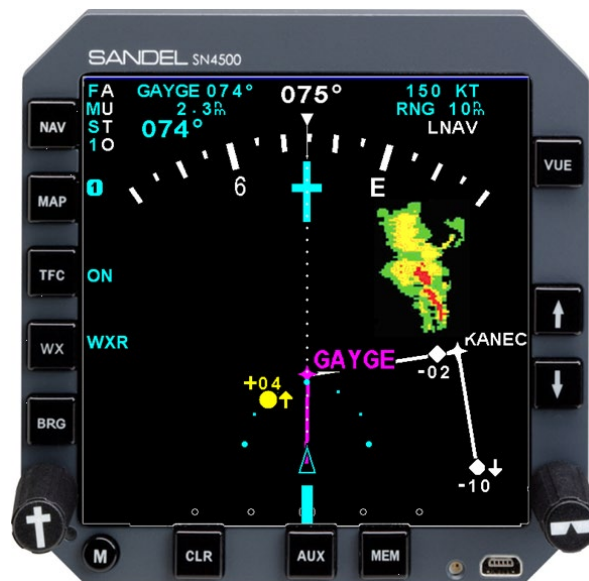 SANDEL SN4500
FA GAYGE 074° 075° 150 KT
MU 2.3nm RNG 10nm
ST 074° LNAV
1O
NAV
VUE
6 E
1
MAP
TFC
ON
WX
WXR
KANEC
GAYGE
-02
+04
BRG
-10
M
CLR
AUX
MEM